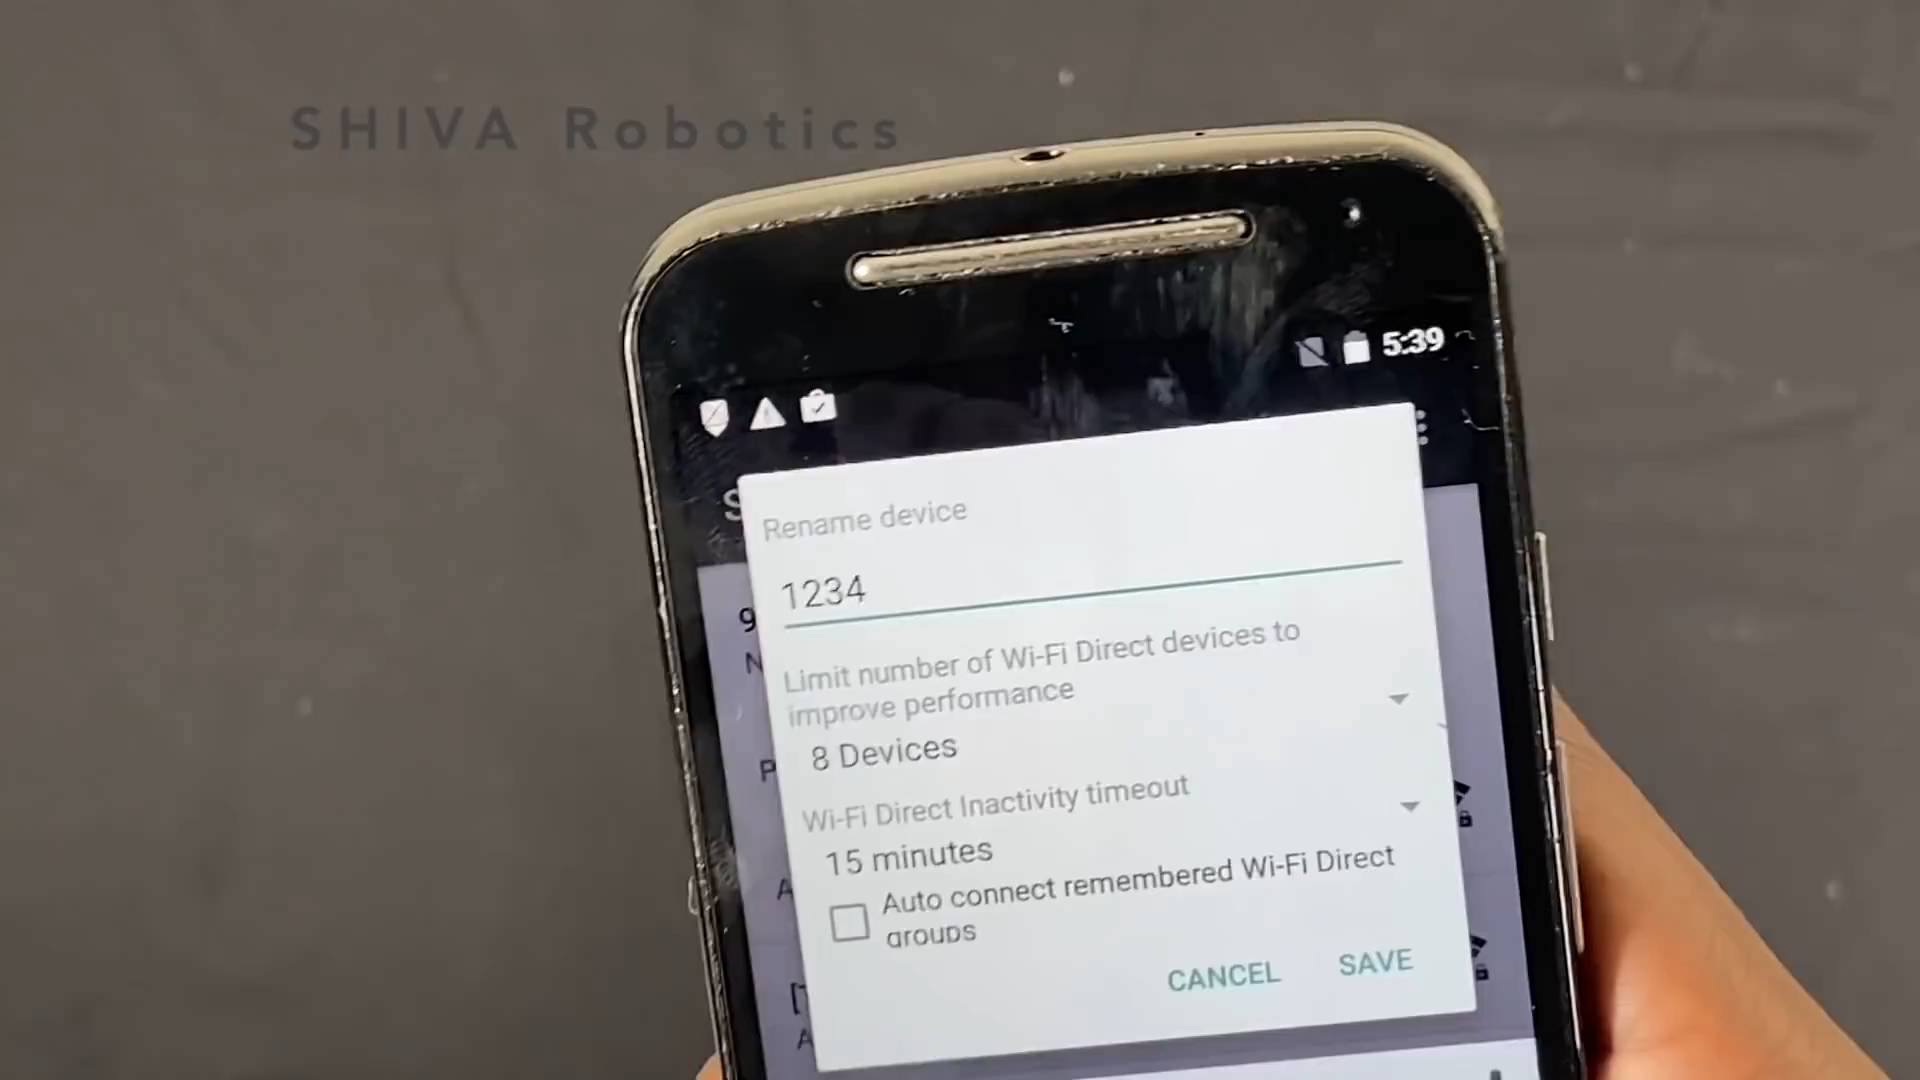 SHIVA Robotics
5:39
Rename device
1234
Limit number of Wi-Fi Direct devices to
improve performance
8 Devices
Wi-Fi Direct Inactivity timeout
15 minutes
Auto connect remembered Wi-Fi Direct
groups
CANCEL SAVE